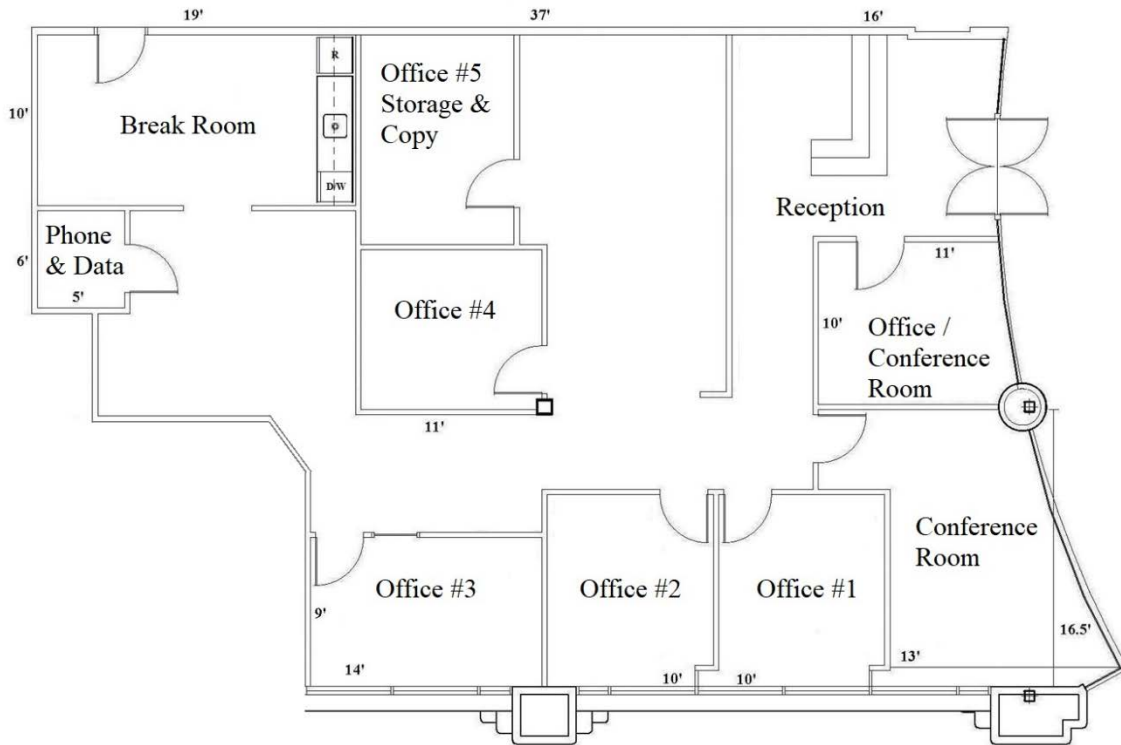 19'
37'
16'
R
Office #5
Storage &
Copy
10'
Break Room
D/W
Reception
Phone
& Data
6'
5'
11'
Office #4
10'
Office /
Conference
Room
11'
Conference
Room
Office #3
Office #2
Office #1
9'
14'
10'
10'
13'
16.5'